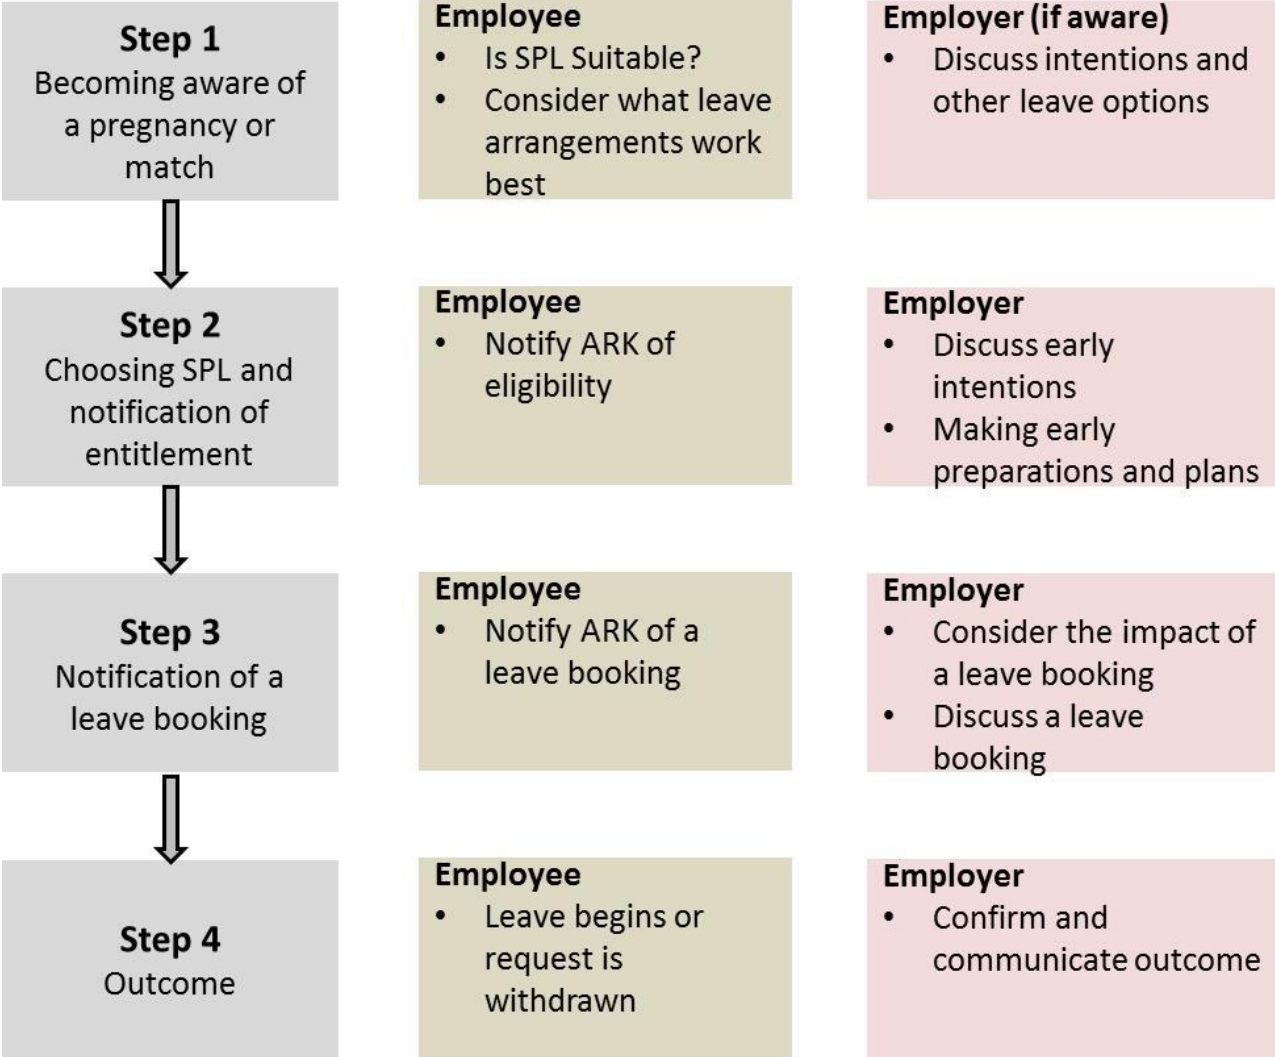 Step 1
Becoming aware of
a pregnancy or
match
Employee
• Is SPL Suitable?
• Consider what leave
arrangements work
best
Employer (if aware)
• Discuss intentions and
other leave options
Step 2
Choosing SPL and
notification of
entitlement
Employee
• Notify ARK of
eligibility
Employer
• Discuss early
intentions
• Making early
preparations and plans
Step 3
Notification of a
leave booking
Employee
• Notify ARK of a
leave booking
Employer
• Consider the impact of
a leave booking
• Discuss a leave
booking
Step 4
Outcome
Employee
• Leave begins or
request is
withdrawn
Employer
• Confirm and
communicate outcome